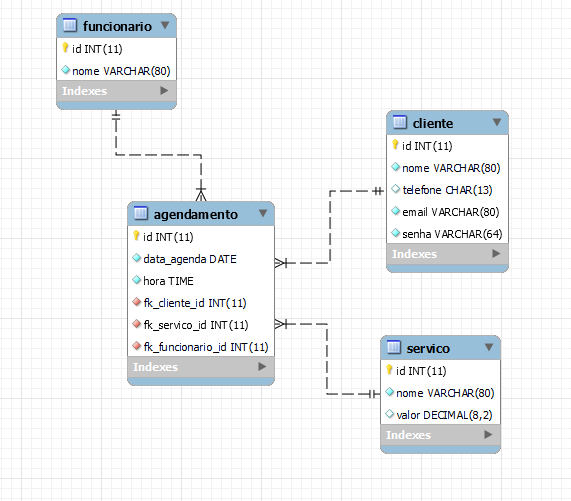 funcionario
id INT(11)
nome VARCHAR(80)
Indexes
cliente
id INT(11)
nome VARCHAR(80)
telefone CHAR(13)
email VARCHAR(80)
senha VARCHAR(64)
Indexes
agendamento
id INT(11)
data_agenda DATE
hora TIME
fk_cliente_id INT(11)
fk_servico_id INT(11)
fk_funcionario_id INT(11)
Indexes
servico
id INT(11)
nome VARCHAR(80)
valor DECIMAL(8,2)
Indexes